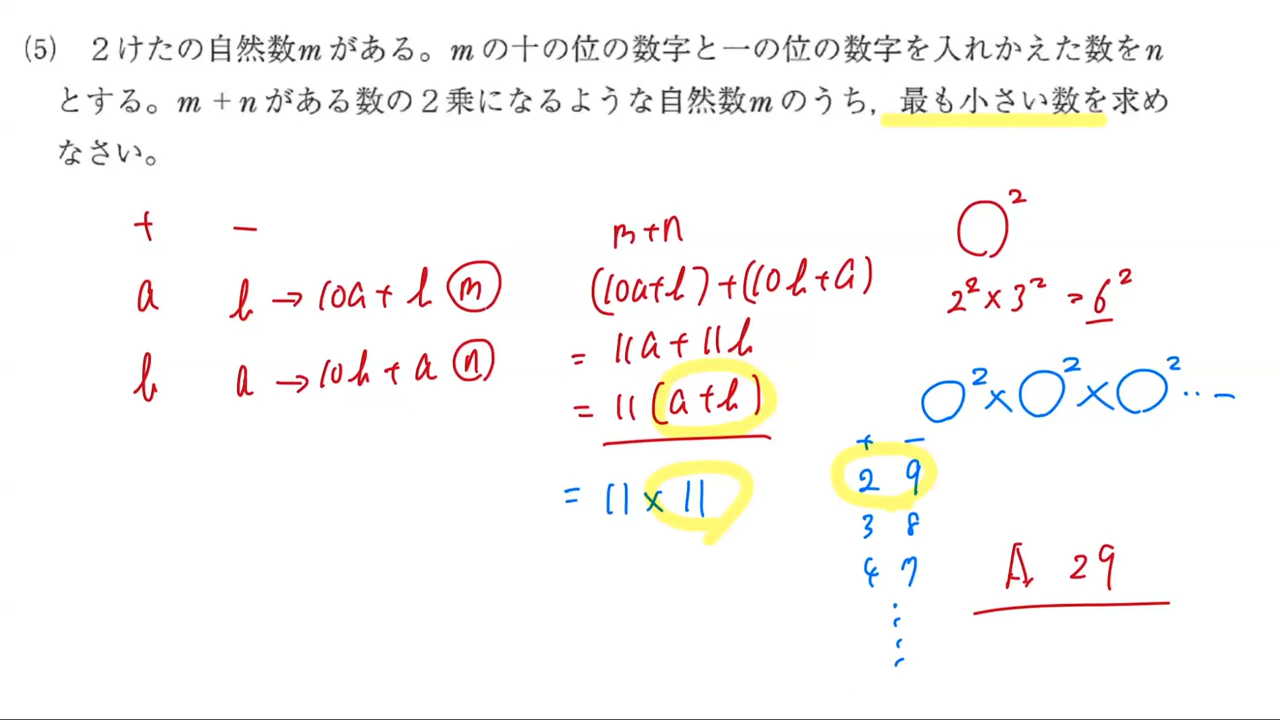 (5) 2けたの自然数mがある。mの十の位の数字と一の位の数字を入れかえた数をn
とする。m+nがある数の2乗になるような自然数mのうち，最も小さい数を求め
なさい。
十 一
a b → 10a+b m
b a → 10b+a n
m+n
(10a+b)+(10b+a)
= 11a+11b
= 11(a+b)
= 11×11
○²
2²×3² = 6²
○²×○²×○²…
十 一
2 9
3 8
4 7
⋮
A 29